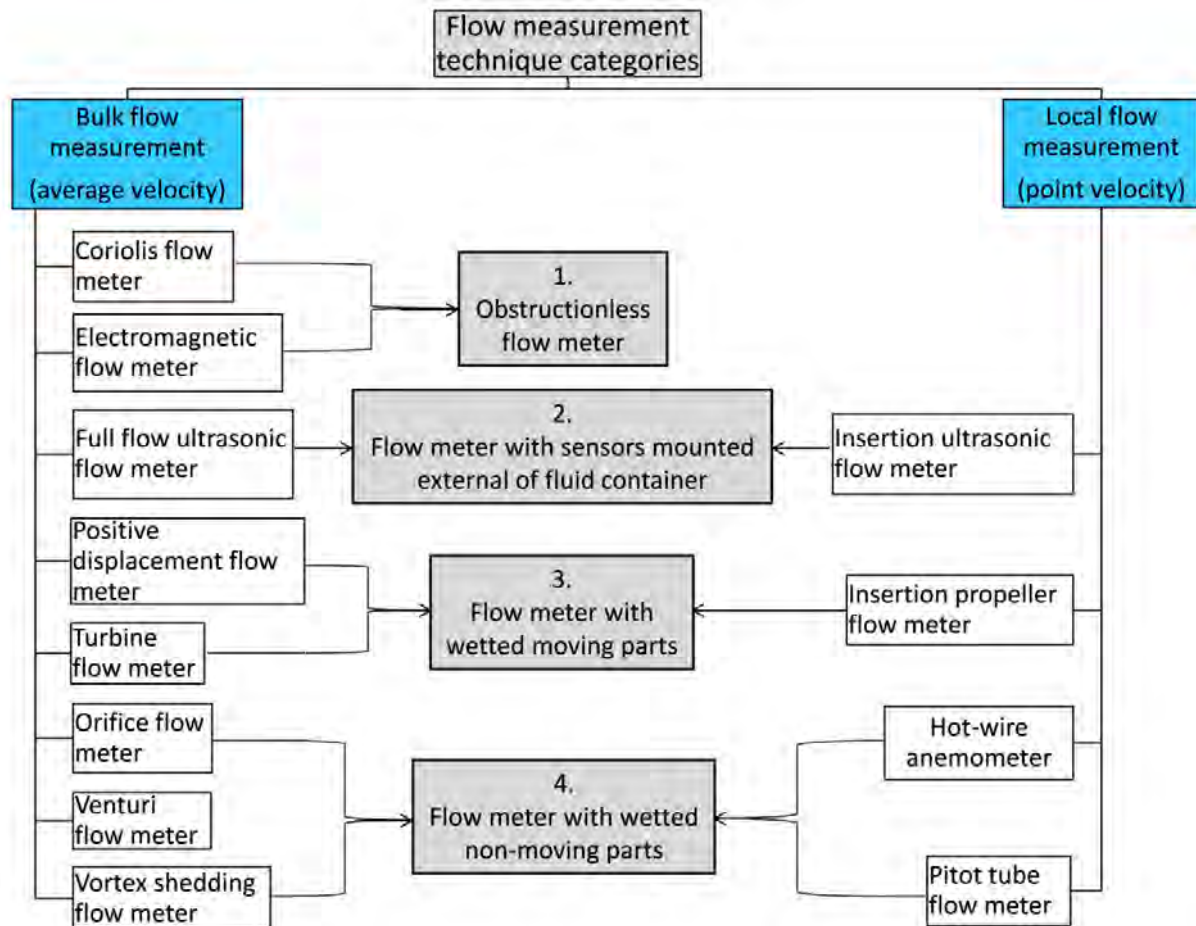 Flow measurement
technique categories
Bulk flow
measurement
(average velocity)
Local flow
measurement
(point velocity)
Coriolis flow
meter
Electromagnetic
flow meter
1.
Obstructionless
flow meter
Full flow ultrasonic
flow meter
2.
Flow meter with sensors mounted
external of fluid container
Insertion ultrasonic
flow meter
Positive
displacement flow
meter
Turbine
flow meter
3.
Flow meter with
wetted moving parts
Insertion propeller
flow meter
Orifice flow
meter
Venturi
flow meter
Vortex shedding
flow meter
4.
Flow meter with wetted
non-moving parts
Hot-wire
anemometer
Pitot tube
flow meter